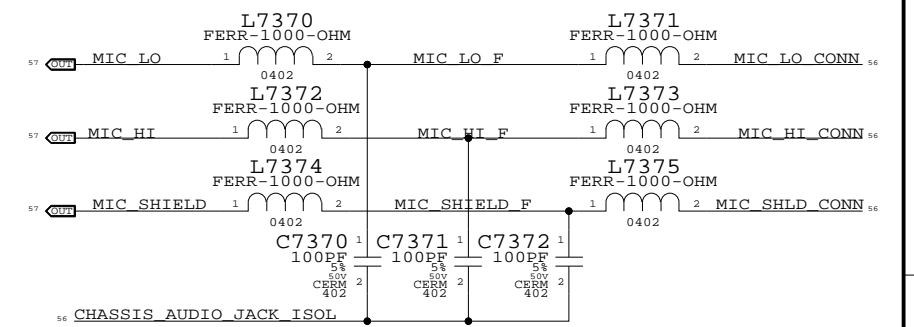 L7370
FERR-1000-OHM
L7371
FERR-1000-OHM
57 OUT MIC_LO 1 2 MIC_LO_F 1 2 MIC_LO_CONN 56
0402
0402
L7372
FERR-1000-OHM
L7373
FERR-1000-OHM
57 OUT MIC_HI 1 2 MIC_HI_F 1 2 MIC_HI_CONN 56
0402
0402
L7374
FERR-1000-OHM
L7375
FERR-1000-OHM
57 OUT MIC_SHIELD 1 2 MIC_SHIELD_F 1 2 MIC_SHLD_CONN 56
0402
0402
C7370 1
100PF
5%
50V
CERM 2
402
C7371 1
100PF
5%
50V
CERM 2
402
C7372 1
100PF
5%
50V
CERM 2
402
56 CHASSIS_AUDIO_JACK_ISOL